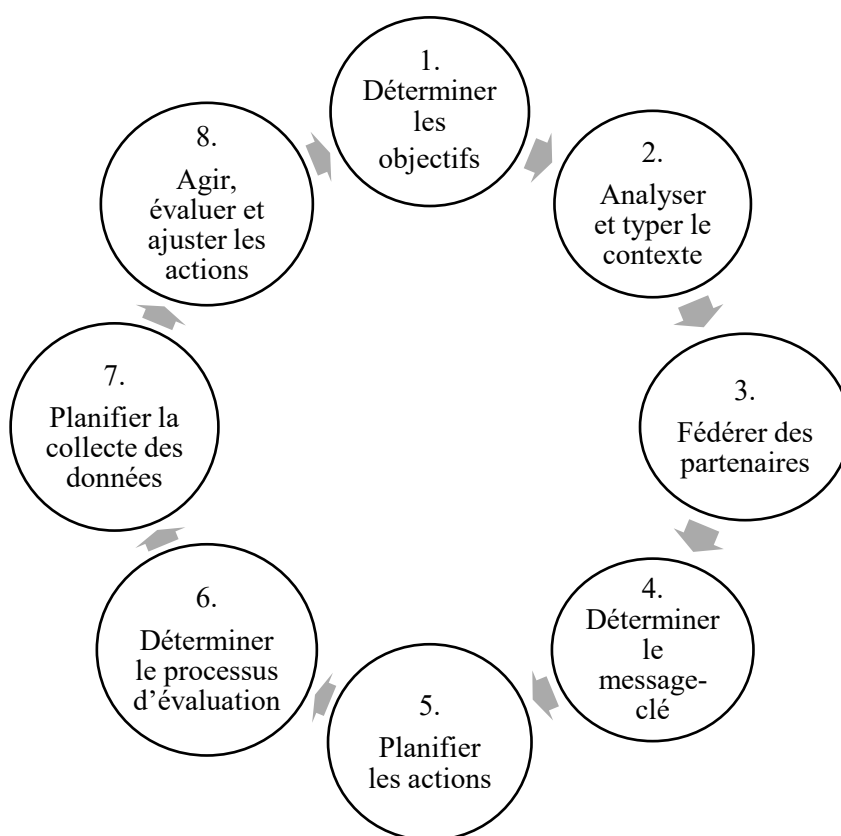 1.
Déterminer
les
objectifs
2.
Analyser
et typer le
contexte
3.
Fédérer des
partenaires
4.
Déterminer
le
message-
clé
5.
Planifier
les actions
6.
Déterminer
le processus
d’évaluation
7.
Planifier la
collecte des
données
8.
Agir,
évaluer et
ajuster les
actions